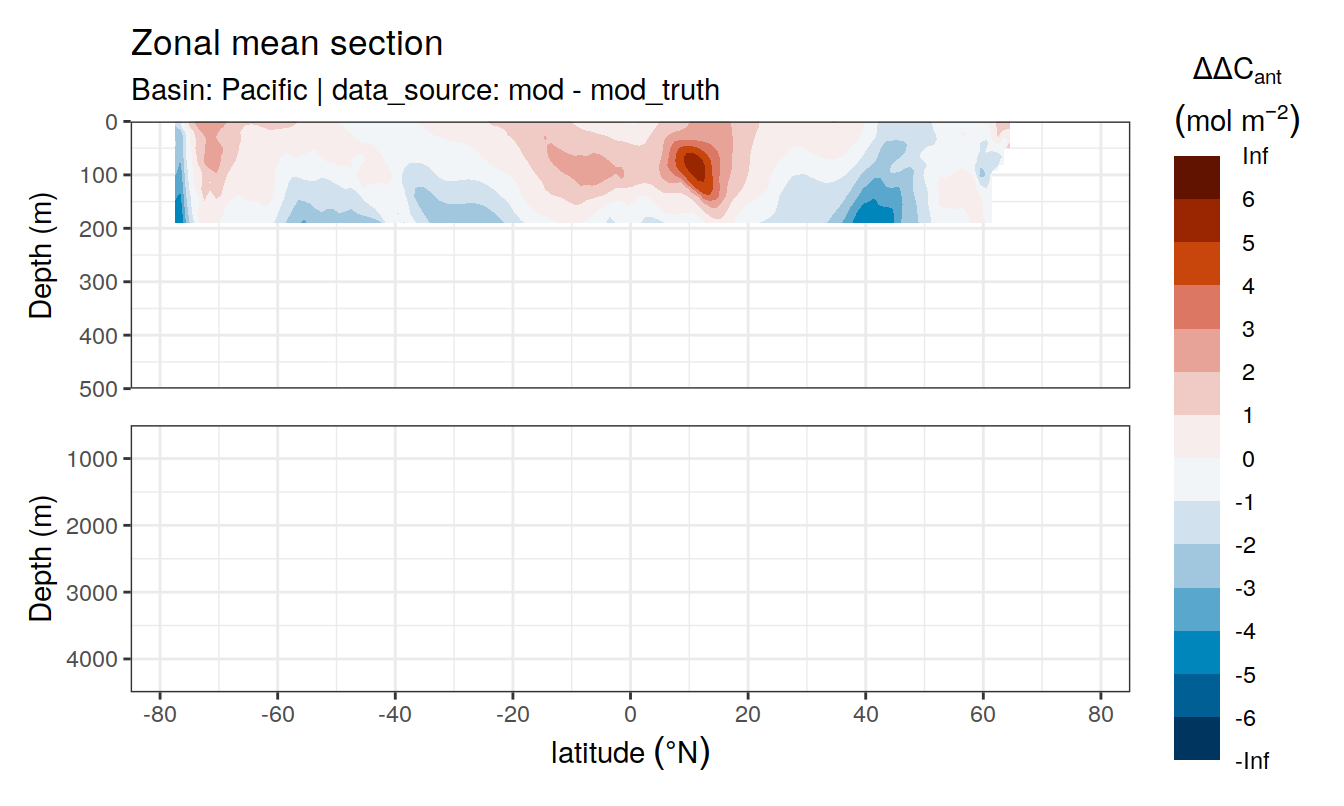 Zonal mean section
Basin: Pacific | data_source: mod - mod_truth
ΔΔCant
(mol m−2)
Inf
6
5
4
3
2
1
0
-1
-2
-3
-4
-5
-6
-Inf
Depth (m)
0
100
200
300
400
500
Depth (m)
1000
2000
3000
4000
-80 -60 -40 -20 0 20 40 60 80
latitude (°N)